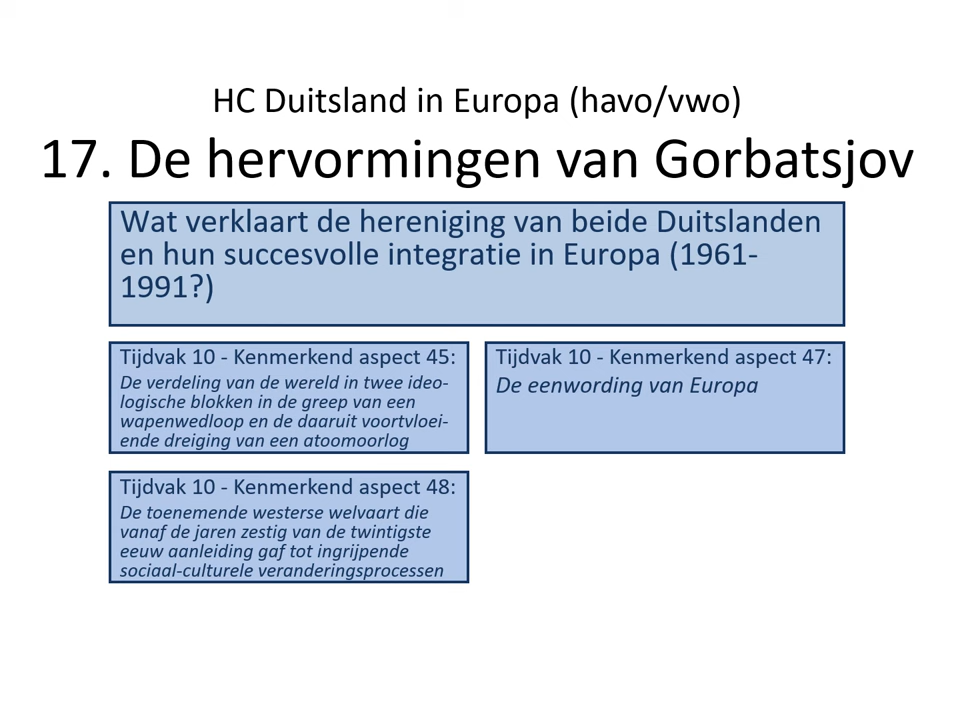 HC Duitsland in Europa (havo/vwo)
17. De hervormingen van Gorbatsjov
Wat verklaart de hereniging van beide Duitslanden
en hun succesvolle integratie in Europa (1961-
1991?)
Tijdvak 10 - Kenmerkend aspect 45:
De verdeling van de wereld in twee ideo-
logische blokken in de greep van een
wapenwedloop en de daaruit voortvloei-
ende dreiging van een atoomoorlog
Tijdvak 10 - Kenmerkend aspect 47:
De eenwording van Europa
Tijdvak 10 - Kenmerkend aspect 48:
De toenemende westerse welvaart die
vanaf de jaren zestig van de twintigste
eeuw aanleiding gaf tot ingrijpende
sociaal-culturele veranderingsprocessen